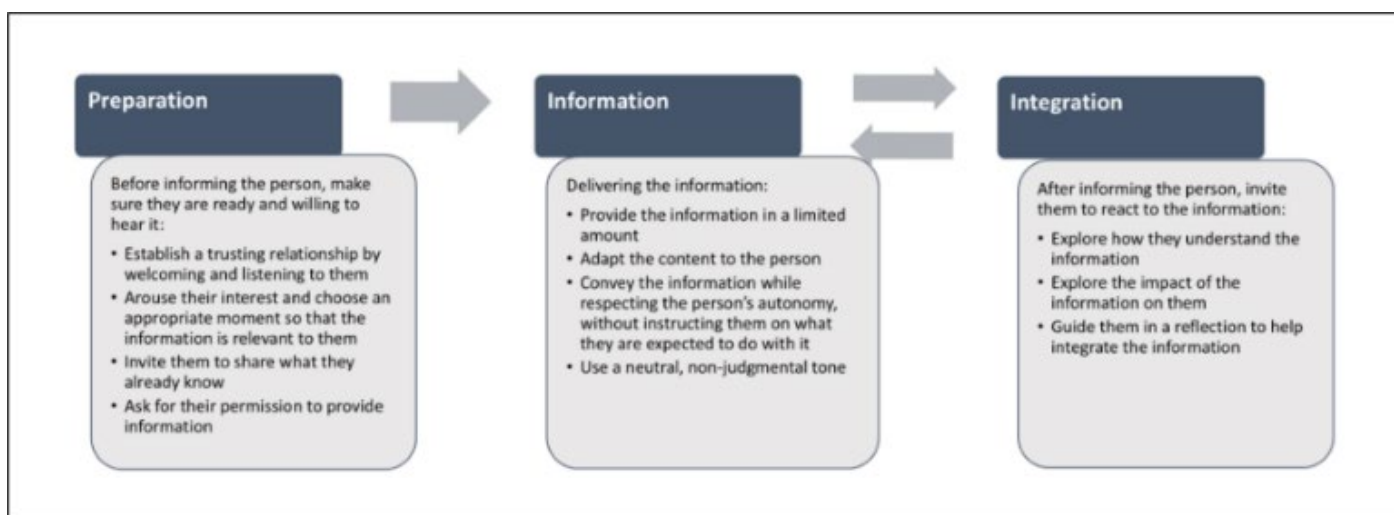 Preparation
Before informing the person, make
sure they are ready and willing to
hear it:
• Establish a trusting relationship by
welcoming and listening to them
• Arouse their interest and choose an
appropriate moment so that the
information is relevant to them
• Invite them to share what they
already know
• Ask for their permission to provide
information
Information
Delivering the information:
• Provide the information in a limited
amount
• Adapt the content to the person
• Convey the information while
respecting the person's autonomy,
without instructing them on what
they are expected to do with it
• Use a neutral, non-judgmental tone
Integration
After informing the person, invite
them to react to the information:
• Explore how they understand the
information
• Explore the impact of the
information on them
• Guide them in a reflection to help
integrate the information